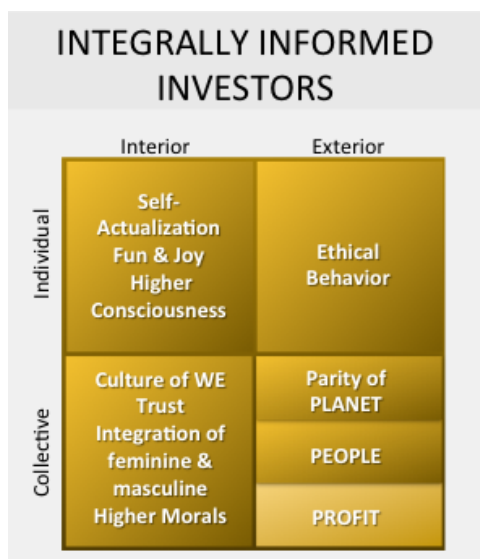 INTEGRALLY INFORMED
INVESTORS
Interior
Exterior
Individual
Self-
Actualization
Fun & Joy
Higher
Consciousness
Ethical
Behavior
Collective
Culture of WE
Trust
Integration of
feminine &
masculine
Higher Morals
Parity of
PLANET
PEOPLE
PROFIT